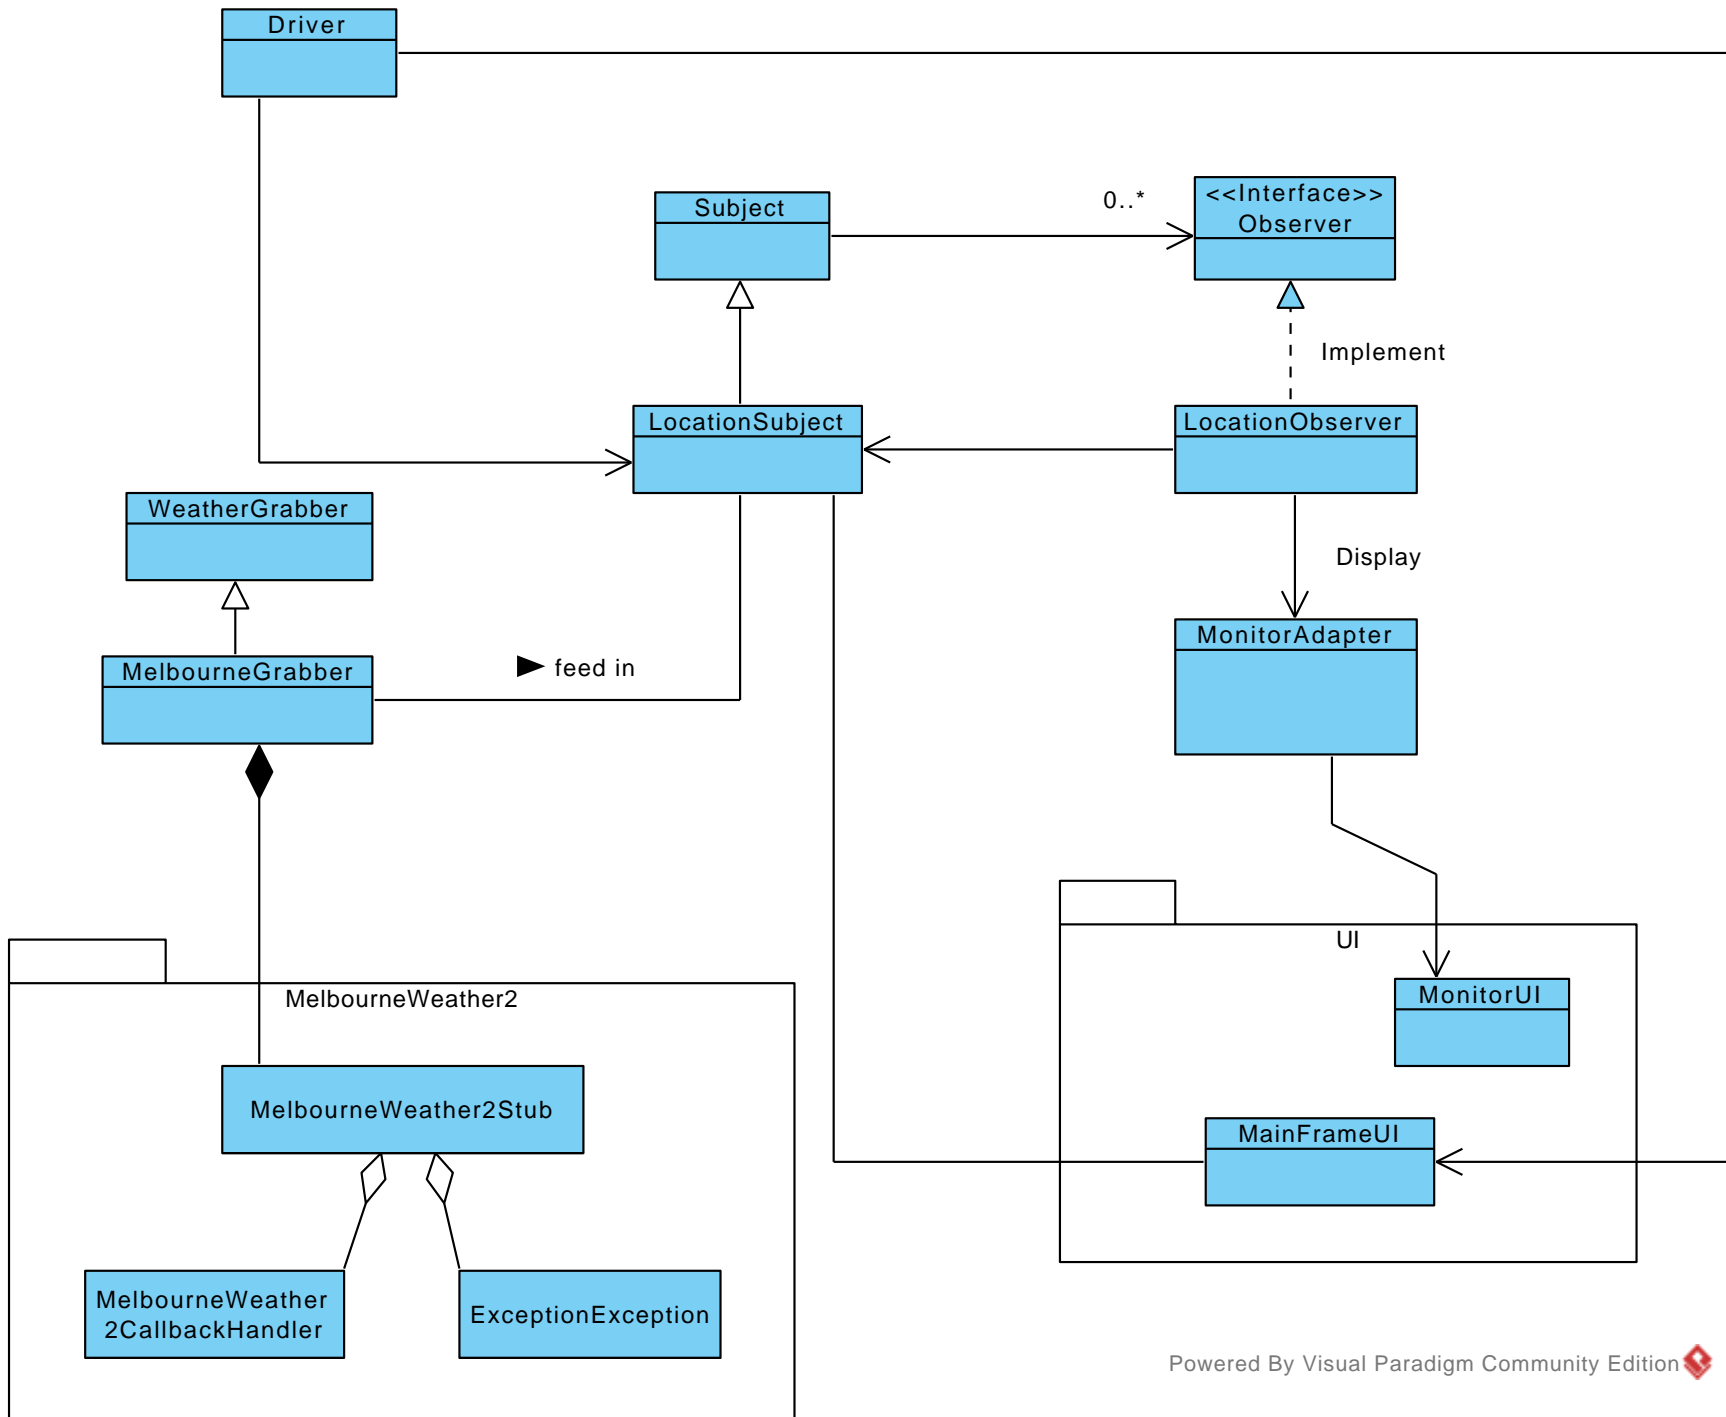 Driver
Subject
0..*
<<Interface>>
Observer
Implement
LocationSubject
LocationObserver
WeatherGrabber
Display
MonitorAdapter
MelbourneGrabber
feed in
UI
MelbourneWeather2
MonitorUI
MelbourneWeather2Stub
MainFrameUI
MelbourneWeather
2CallbackHandler
ExceptionException
Powered By Visual Paradigm Community Edition